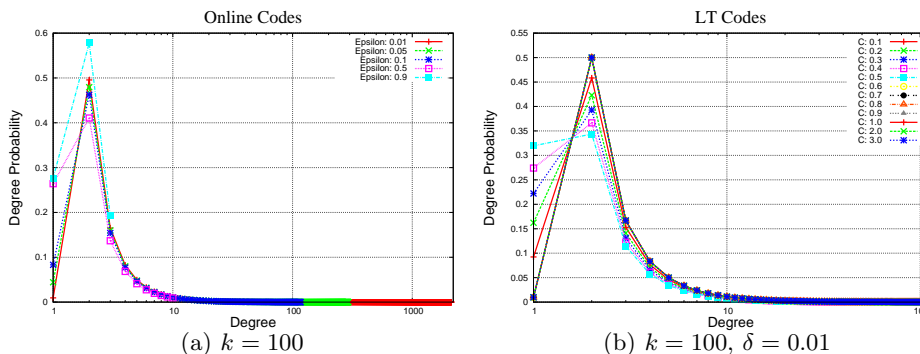 Online Codes
Degree Probability
0.6
0.5
0.4
0.3
0.2
0.1
0
1
10
100
1000
Degree
Epsilon: 0.01
Epsilon: 0.05
Epsilon: 0.1
Epsilon: 0.5
Epsilon: 0.9
(a) k = 100
LT Codes
Degree Probability
0.55
0.5
0.45
0.4
0.35
0.3
0.25
0.2
0.15
0.1
0.05
0
1
10
Degree
C: 0.1
C: 0.2
C: 0.3
C: 0.4
C: 0.5
C: 0.6
C: 0.7
C: 0.8
C: 0.9
C: 1.0
C: 2.0
C: 3.0
(b) k = 100, δ = 0.01